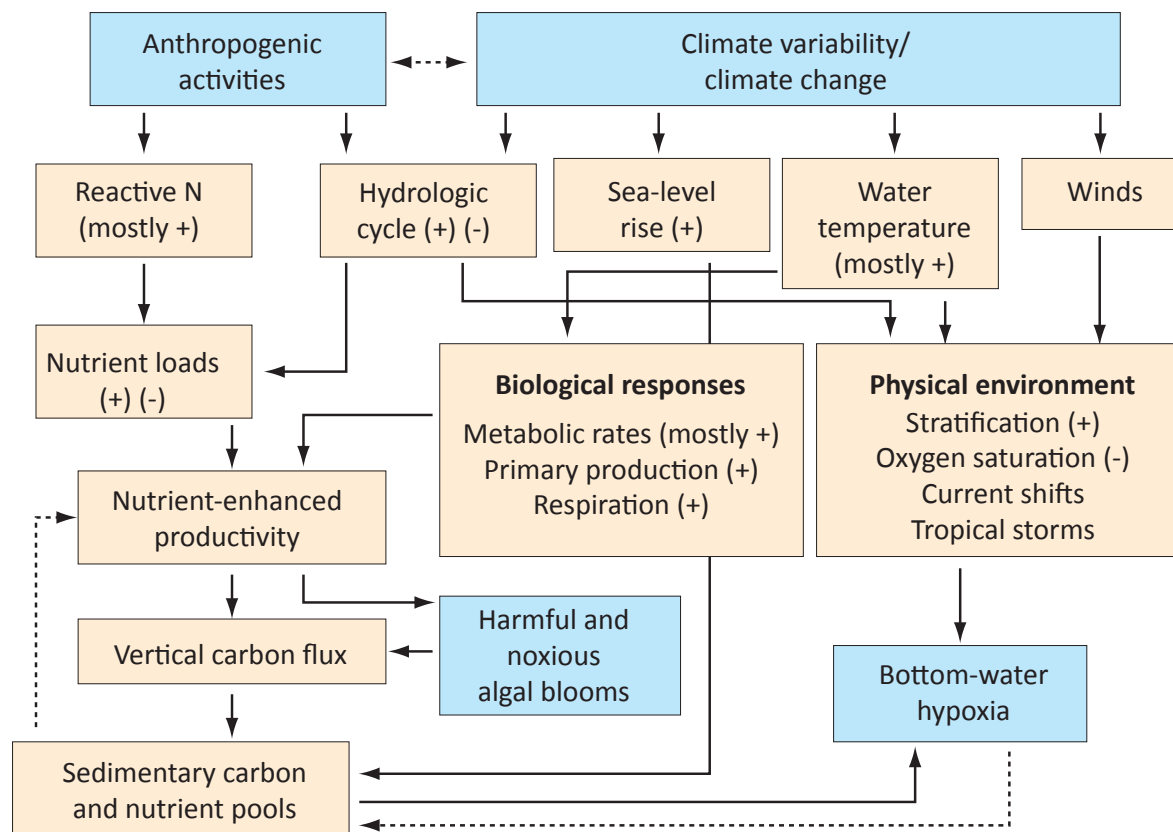 Anthropogenic
activities
Climate variability/
climate change
Reactive N
(mostly +)
Hydrologic
cycle (+) (-)
Sea-level
rise (+)
Water
temperature
(mostly +)
Winds
Nutrient loads
(+) (-)
Biological responses
Metabolic rates (mostly +)
Primary production (+)
Respiration (+)
Physical environment
Stratification (+)
Oxygen saturation (-)
Current shifts
Tropical storms
Nutrient-enhanced
productivity
Vertical carbon flux
Harmful and
noxious
algal blooms
Bottom-water
hypoxia
Sedimentary carbon
and nutrient pools